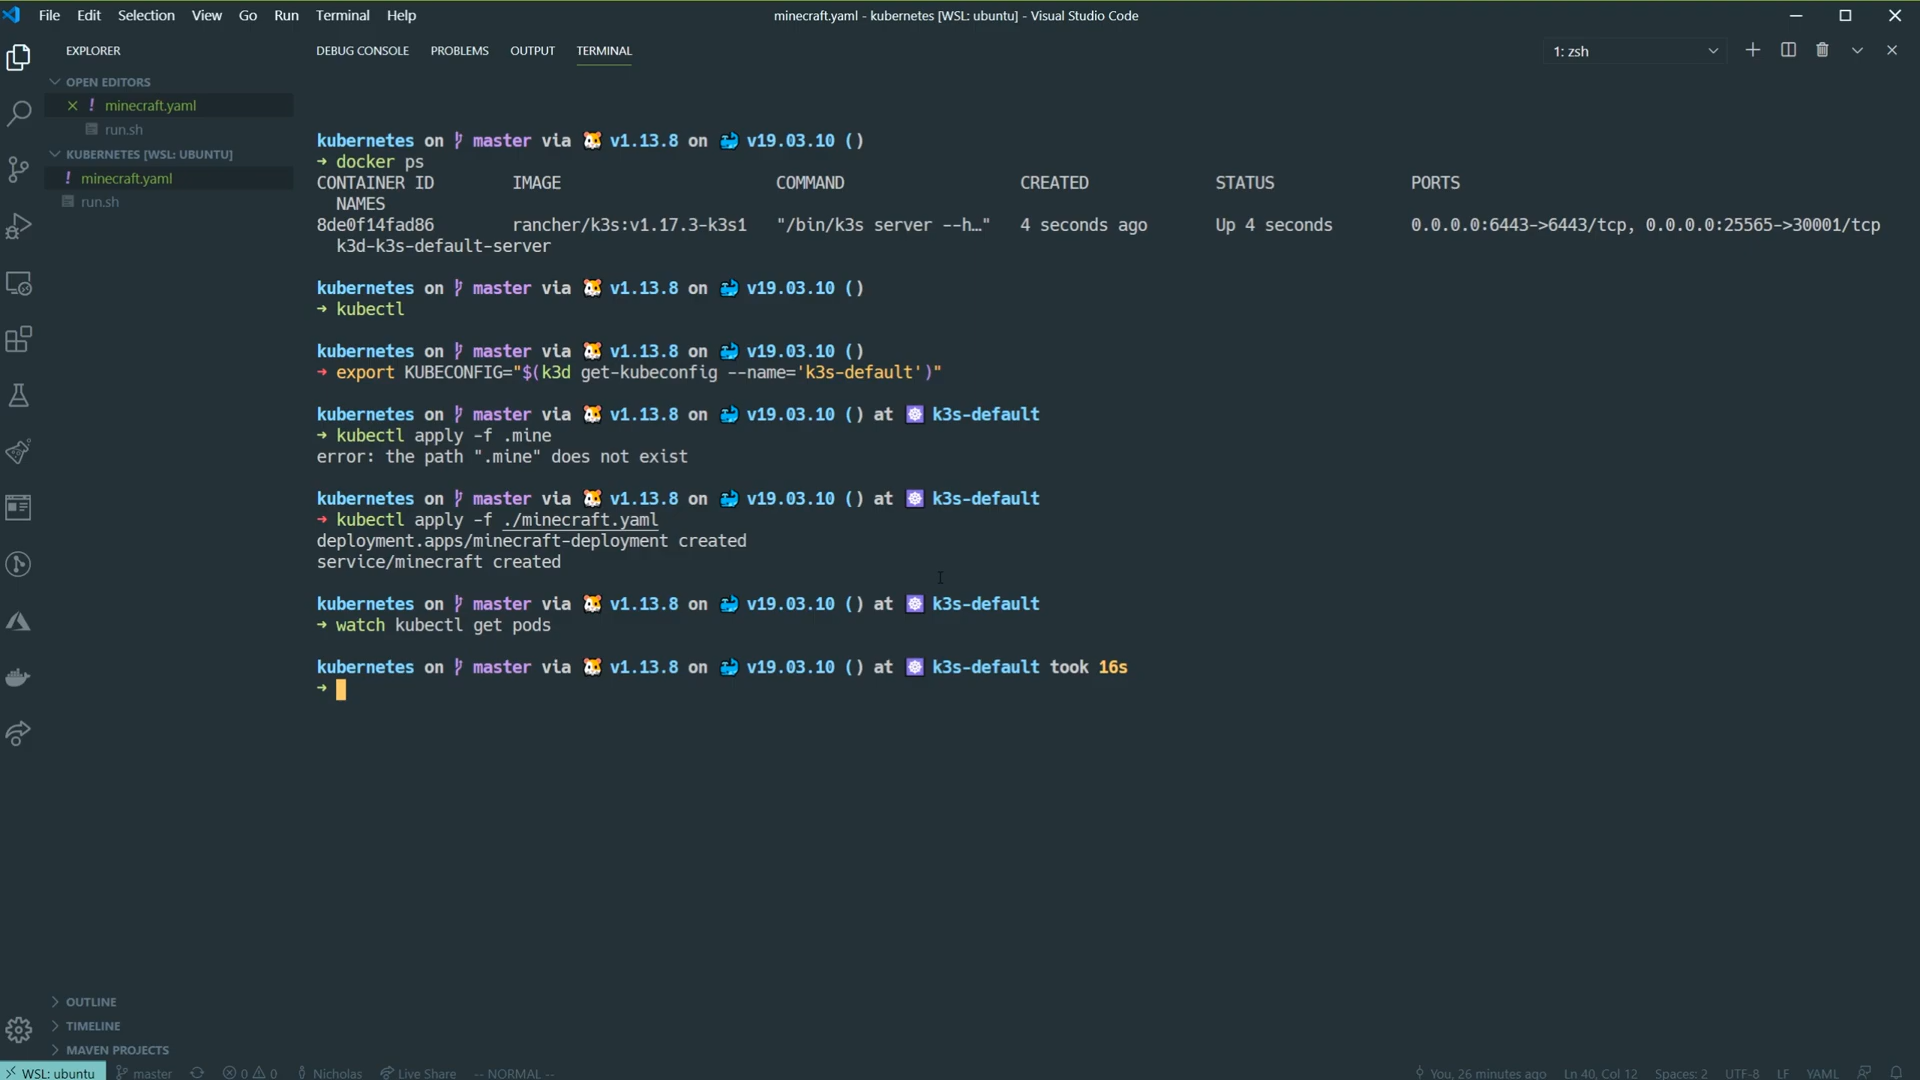 File Edit Selection View Go Run Terminal Help
minecraft.yaml - kubernetes [WSL: ubuntu] - Visual Studio Code
EXPLORER
OPEN EDITORS
! minecraft.yaml
run.sh
KUBERNETES [WSL: UBUNTU]
! minecraft.yaml
run.sh
DEBUG CONSOLE PROBLEMS OUTPUT TERMINAL
1: zsh
kubernetes on master via 🐹 v1.13.8 on 🐳 v19.03.10 ()
➜ docker ps
CONTAINER ID IMAGE COMMAND CREATED STATUS PORTS
NAMES
8de0f14fad86 rancher/k3s:v1.17.3-k3s1 "/bin/k3s server --h…" 4 seconds ago Up 4 seconds 0.0.0.0:6443->6443/tcp, 0.0.0.0:25565->30001/tcp
k3d-k3s-default-server
kubernetes on master via 🐹 v1.13.8 on 🐳 v19.03.10 ()
➜ kubectl
kubernetes on master via 🐹 v1.13.8 on 🐳 v19.03.10 ()
➜ export KUBECONFIG="$(k3d get-kubeconfig --name='k3s-default')"
kubernetes on master via 🐹 v1.13.8 on 🐳 v19.03.10 () at ☸ k3s-default
➜ kubectl apply -f .mine
error: the path ".mine" does not exist
kubernetes on master via 🐹 v1.13.8 on 🐳 v19.03.10 () at ☸ k3s-default
➜ kubectl apply -f ./minecraft.yaml
deployment.apps/minecraft-deployment created
service/minecraft created
kubernetes on master via 🐹 v1.13.8 on 🐳 v19.03.10 () at ☸ k3s-default
➜ watch kubectl get pods
kubernetes on master via 🐹 v1.13.8 on 🐳 v19.03.10 () at ☸ k3s-default took 16s
➜
OUTLINE
TIMELINE
MAVEN PROJECTS
WSL: ubuntu master 0 0 Nicholas Live Share -- NORMAL -- You, 26 minutes ago Ln 40, Col 12 Spaces: 2 UTF-8 LF YAML